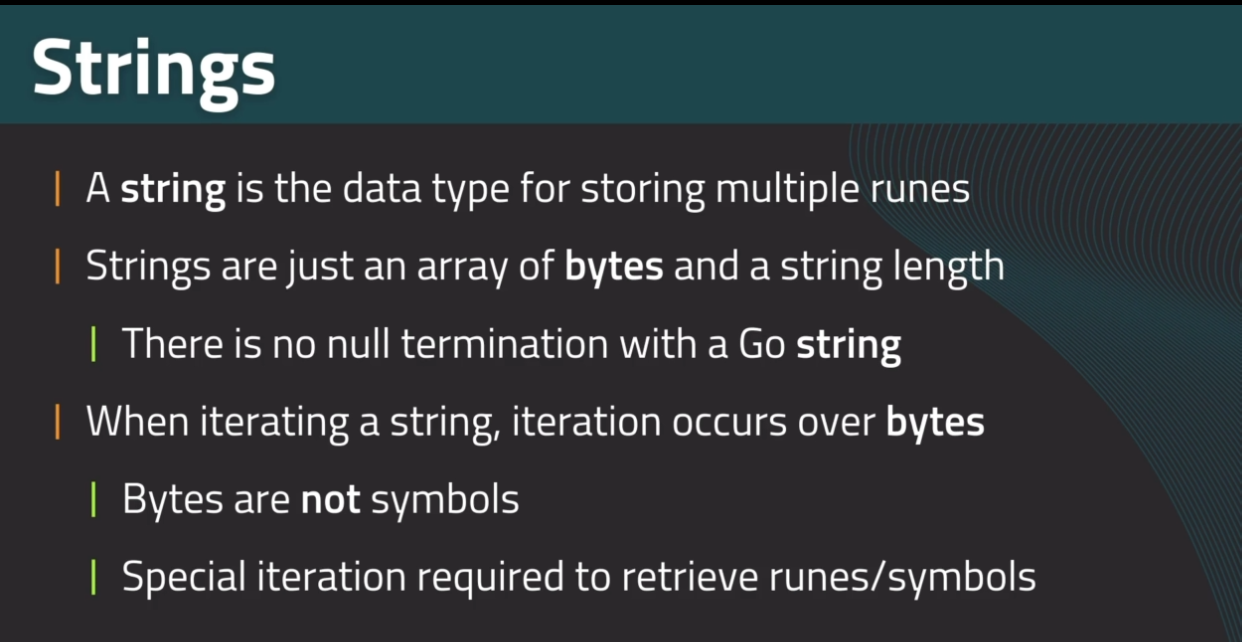 Strings
A string is the data type for storing multiple runes
Strings are just an array of bytes and a string length
There is no null termination with a Go string
When iterating a string, iteration occurs over bytes
Bytes are not symbols
Special iteration required to retrieve runes/symbols